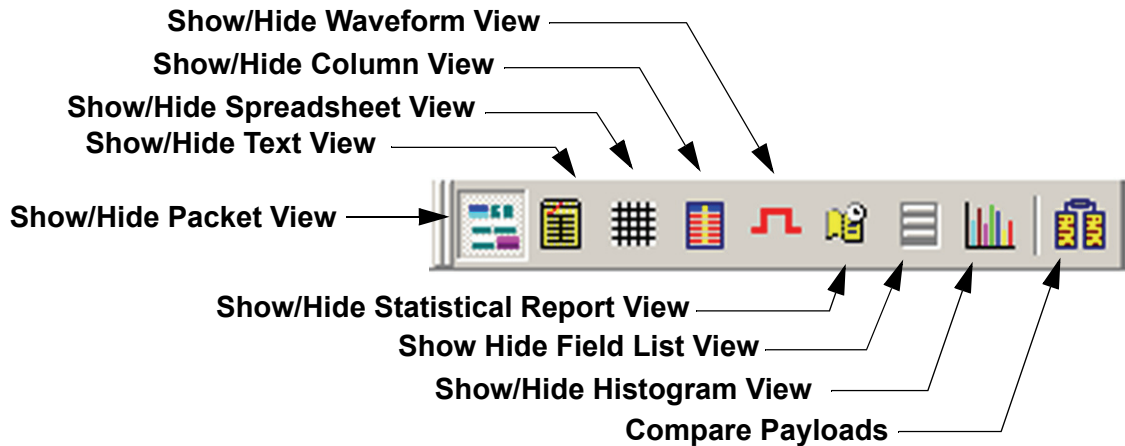 Show/Hide Waveform View
Show/Hide Column View
Show/Hide Spreadsheet View
Show/Hide Text View
Show/Hide Packet View
Show/Hide Statistical Report View
Show Hide Field List View
Show/Hide Histogram View
Compare Payloads